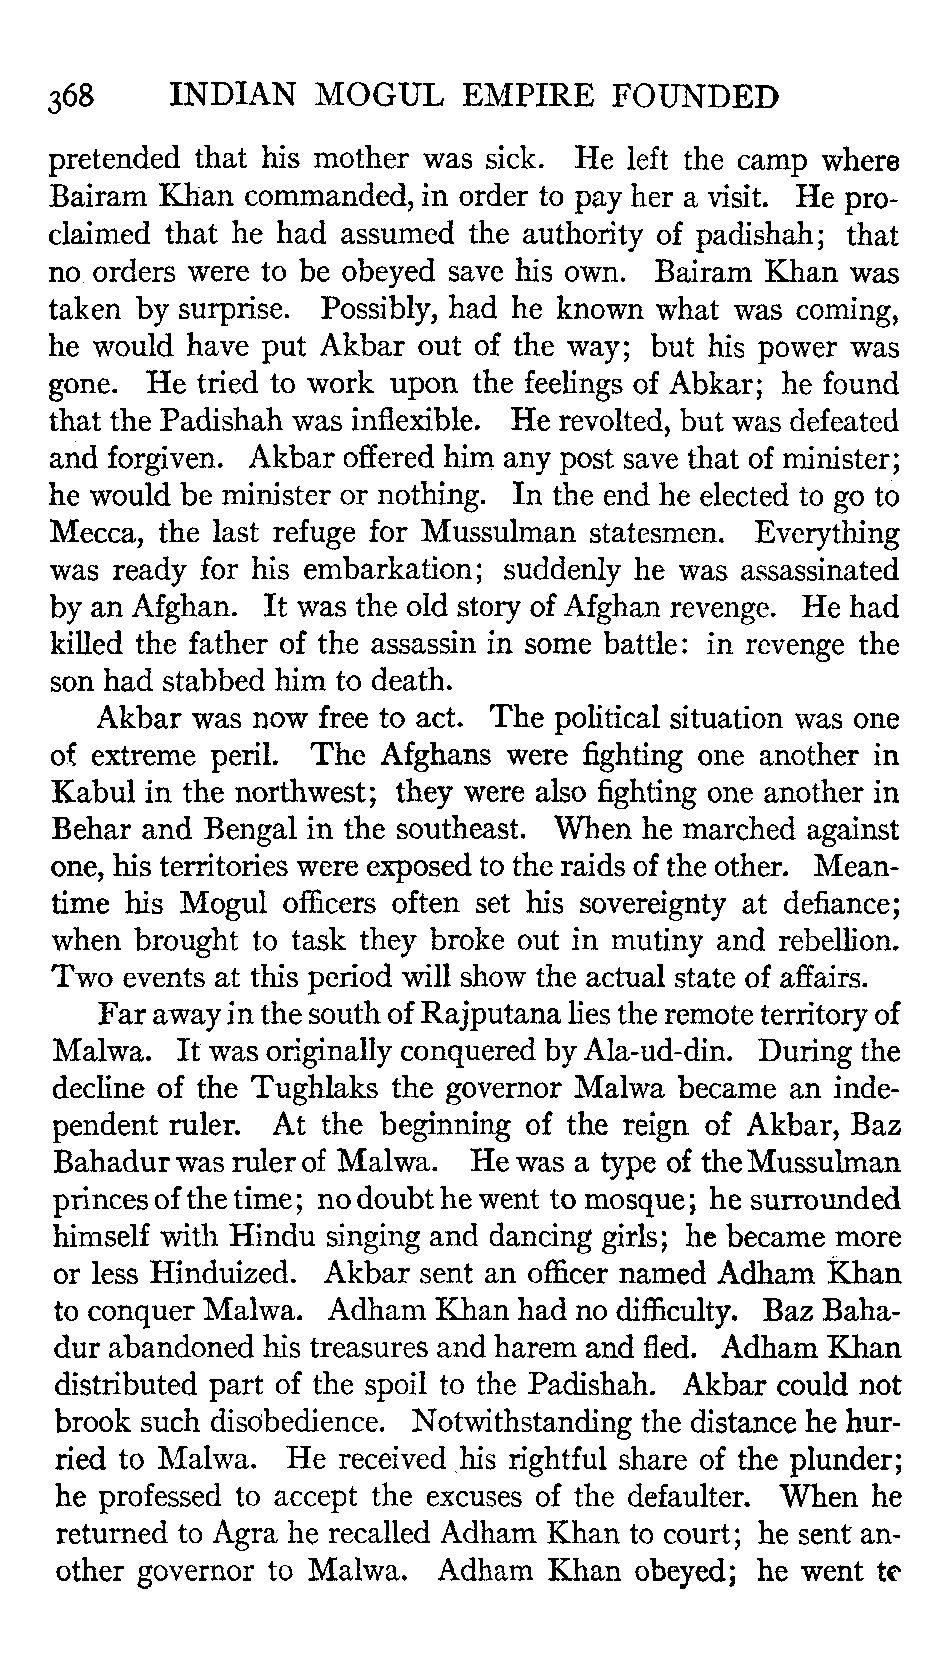 368 INDIAN MOGUL EMPIRE FOUNDED
pretended that his mother was sick. He left the camp where
Bairam Khan commanded, in order to pay her a visit. He pro-
claimed that he had assumed the authority of padishah; that
no orders were to be obeyed save his own. Bairam Khan was
taken by surprise. Possibly, had he known what was coming,
he would have put Akbar out of the way; but his power was
gone. He tried to work upon the feelings of Abkar; he found
that the Padishah was inflexible. He revolted, but was defeated
and forgiven. Akbar offered him any post save that of minister;
he would be minister or nothing. In the end he elected to go to
Mecca, the last refuge for Mussulman statesmen. Everything
was ready for his embarkation; suddenly he was assassinated
by an Afghan. It was the old story of Afghan revenge. He had
killed the father of the assassin in some battle: in revenge the
son had stabbed him to death.
Akbar was now free to act. The political situation was one
of extreme peril. The Afghans were fighting one another in
Kabul in the northwest; they were also fighting one another in
Behar and Bengal in the southeast. When he marched against
one, his territories were exposed to the raids of the other. Mean-
time his Mogul officers often set his sovereignty at defiance;
when brought to task they broke out in mutiny and rebellion.
Two events at this period will show the actual state of affairs.
Far away in the south of Rajputana lies the remote territory of
Malwa. It was originally conquered by Ala-ud-din. During the
decline of the Tughlaks the governor Malwa became an inde-
pendent ruler. At the beginning of the reign of Akbar, Baz
Bahadur was ruler of Malwa. He was a type of the Mussulman
princes of the time; no doubt he went to mosque; he surrounded
himself with Hindu singing and dancing girls; he became more
or less Hinduized. Akbar sent an officer named Adham Khan
to conquer Malwa. Adham Khan had no difficulty. Baz Baha-
dur abandoned his treasures and harem and fled. Adham Khan
distributed part of the spoil to the Padishah. Akbar could not
brook such disobedience. Notwithstanding the distance he hur-
ried to Malwa. He received his rightful share of the plunder;
he professed to accept the excuses of the defaulter. When he
returned to Agra he recalled Adham Khan to court; he sent an-
other governor to Malwa. Adham Khan obeyed; he went to